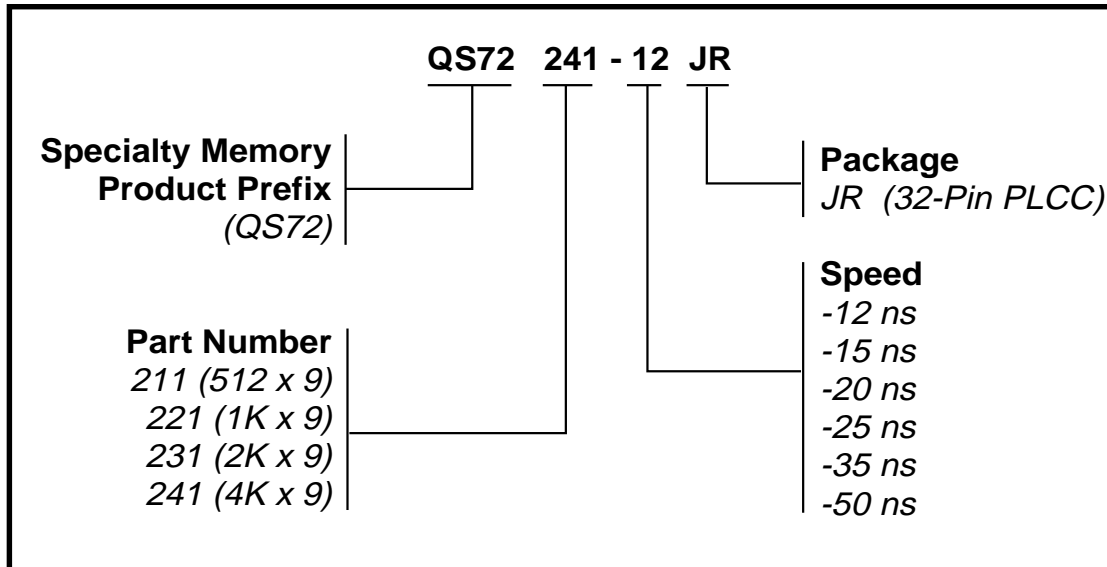 QS72 241 - 12 JR
Specialty Memory
Product Prefix
(QS72)
Part Number
211 (512 x 9)
221 (1K x 9)
231 (2K x 9)
241 (4K x 9)
Package
JR (32-Pin PLCC)
Speed
-12 ns
-15 ns
-20 ns
-25 ns
-35 ns
-50 ns